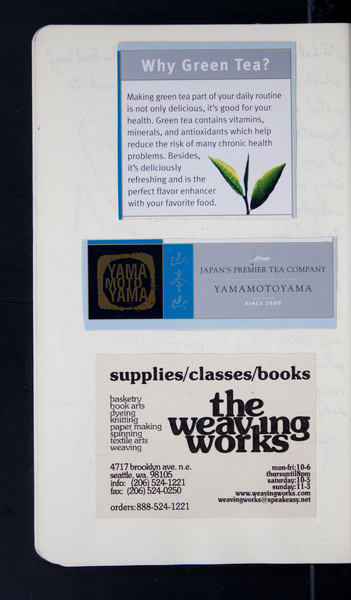 Why Green Tea?
Making green tea part of your daily routine
is not only delicious, it's good for your
health. Green tea contains vitamins,
minerals, and antioxidants which help
reduce the risk of many chronic health
problems. Besides,
it's deliciously
refreshing and is the
perfect flavor enhancer
with your favorite food.
YAMA
MOTO
YAMA
山本山
From
JAPAN'S PREMIER TEA COMPANY
YAMAMOTOYAMA
SINCE 1690
supplies/classes/books
basketry
book arts
dyeing
knitting
paper making
spinning
textile arts
weaving
the
weaving
works
4717 brooklyn ave. n.e.
seattle, wa. 98105
info: (206) 524-1221
fax: (206) 524-0250
orders: 888-524-1221
mon-fri: 10-6
thurs until 8pm
saturday: 10-5
sunday: 11-3
www.weavingworks.com
weavingworks@speakeasy.net